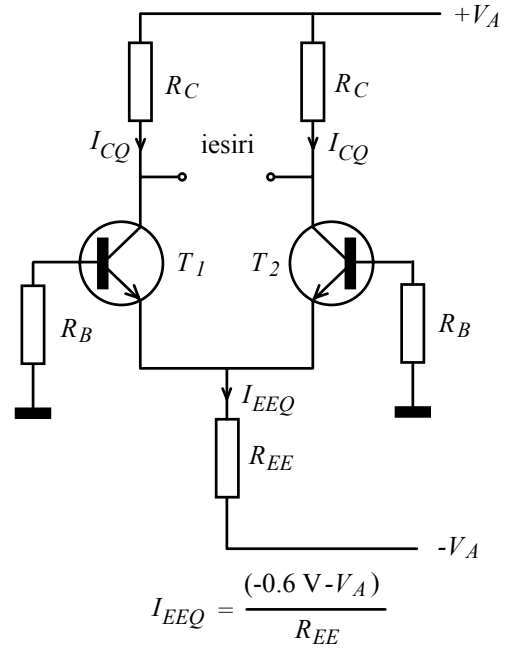 +V_A
R_C R_C
I_CQ iesiri I_CQ
T_1 T_2
R_B R_B
I_EEQ
R_EE
-V_A
I_EEQ = (-0.6 V-V_A) / R_EE